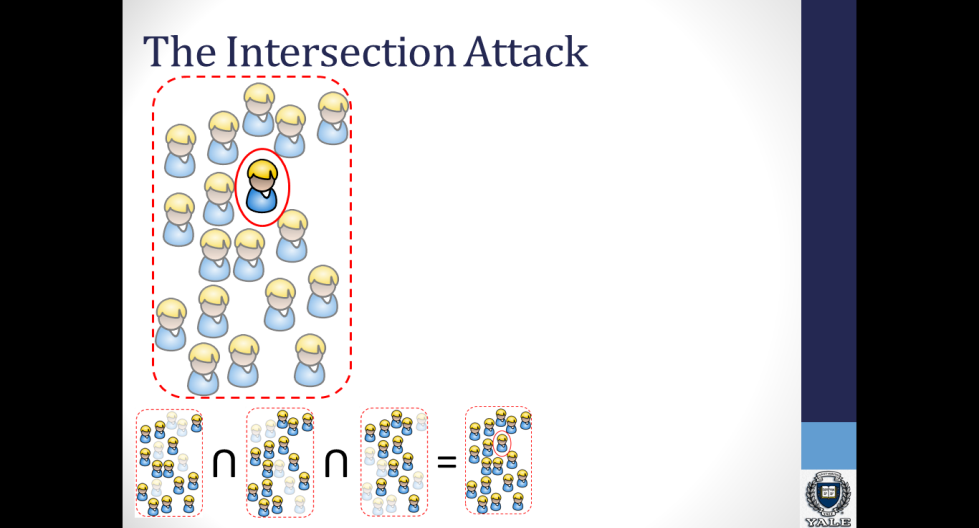 The Intersection Attack
∩ ∩ =
YALE